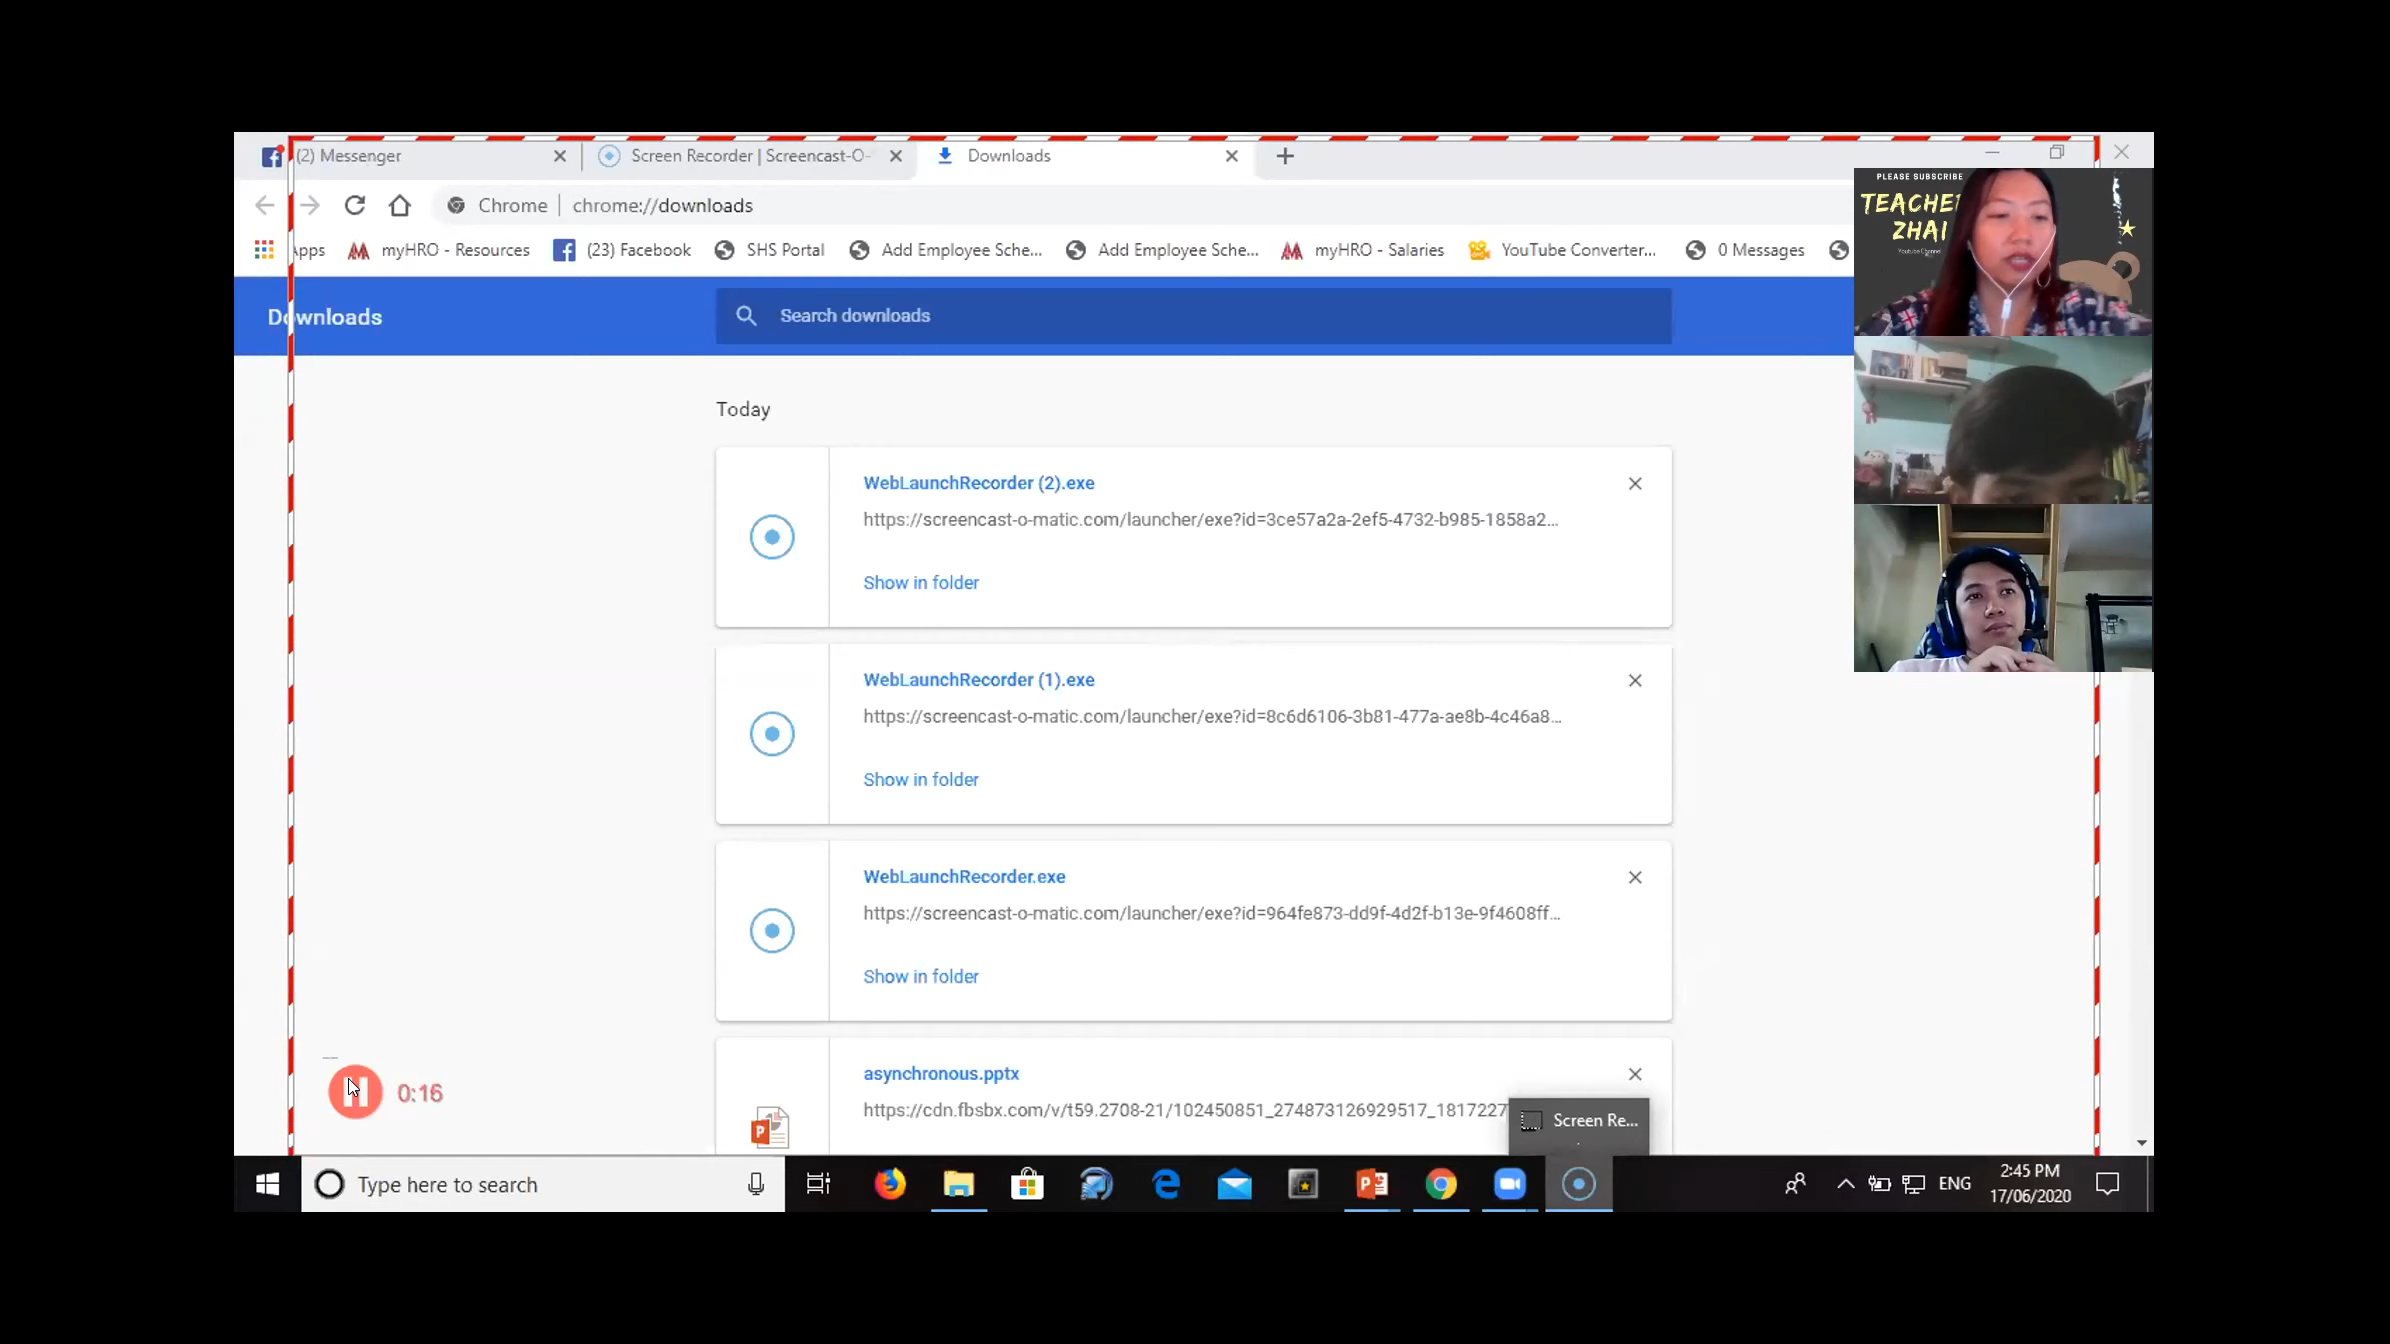 (2) Messenger
Screen Recorder | Screencast-O-
Downloads
Chrome | chrome://downloads
Apps
myHRO - Resources
(23) Facebook
SHS Portal
Add Employee Sche...
Add Employee Sche...
myHRO - Salaries
YouTube Converter...
0 Messages
Downloads
Search downloads
PLEASE SUBSCRIBE
TEACHER
ZHAI
Youtube Channel
Today
WebLaunchRecorder (2).exe
https://screencast-o-matic.com/launcher/exe?id=3ce57a2a-2ef5-4732-b985-1858a2...
Show in folder
WebLaunchRecorder (1).exe
https://screencast-o-matic.com/launcher/exe?id=8c6d6106-3b81-477a-ae8b-4c46a8...
Show in folder
WebLaunchRecorder.exe
https://screencast-o-matic.com/launcher/exe?id=964fe873-dd9f-4d2f-b13e-9f4608ff...
Show in folder
asynchronous.pptx
https://cdn.fbsbx.com/v/t59.2708-21/102450851_274873126929517_1817227
0:16
Screen Re...
Type here to search
ENG
2:45 PM
17/06/2020